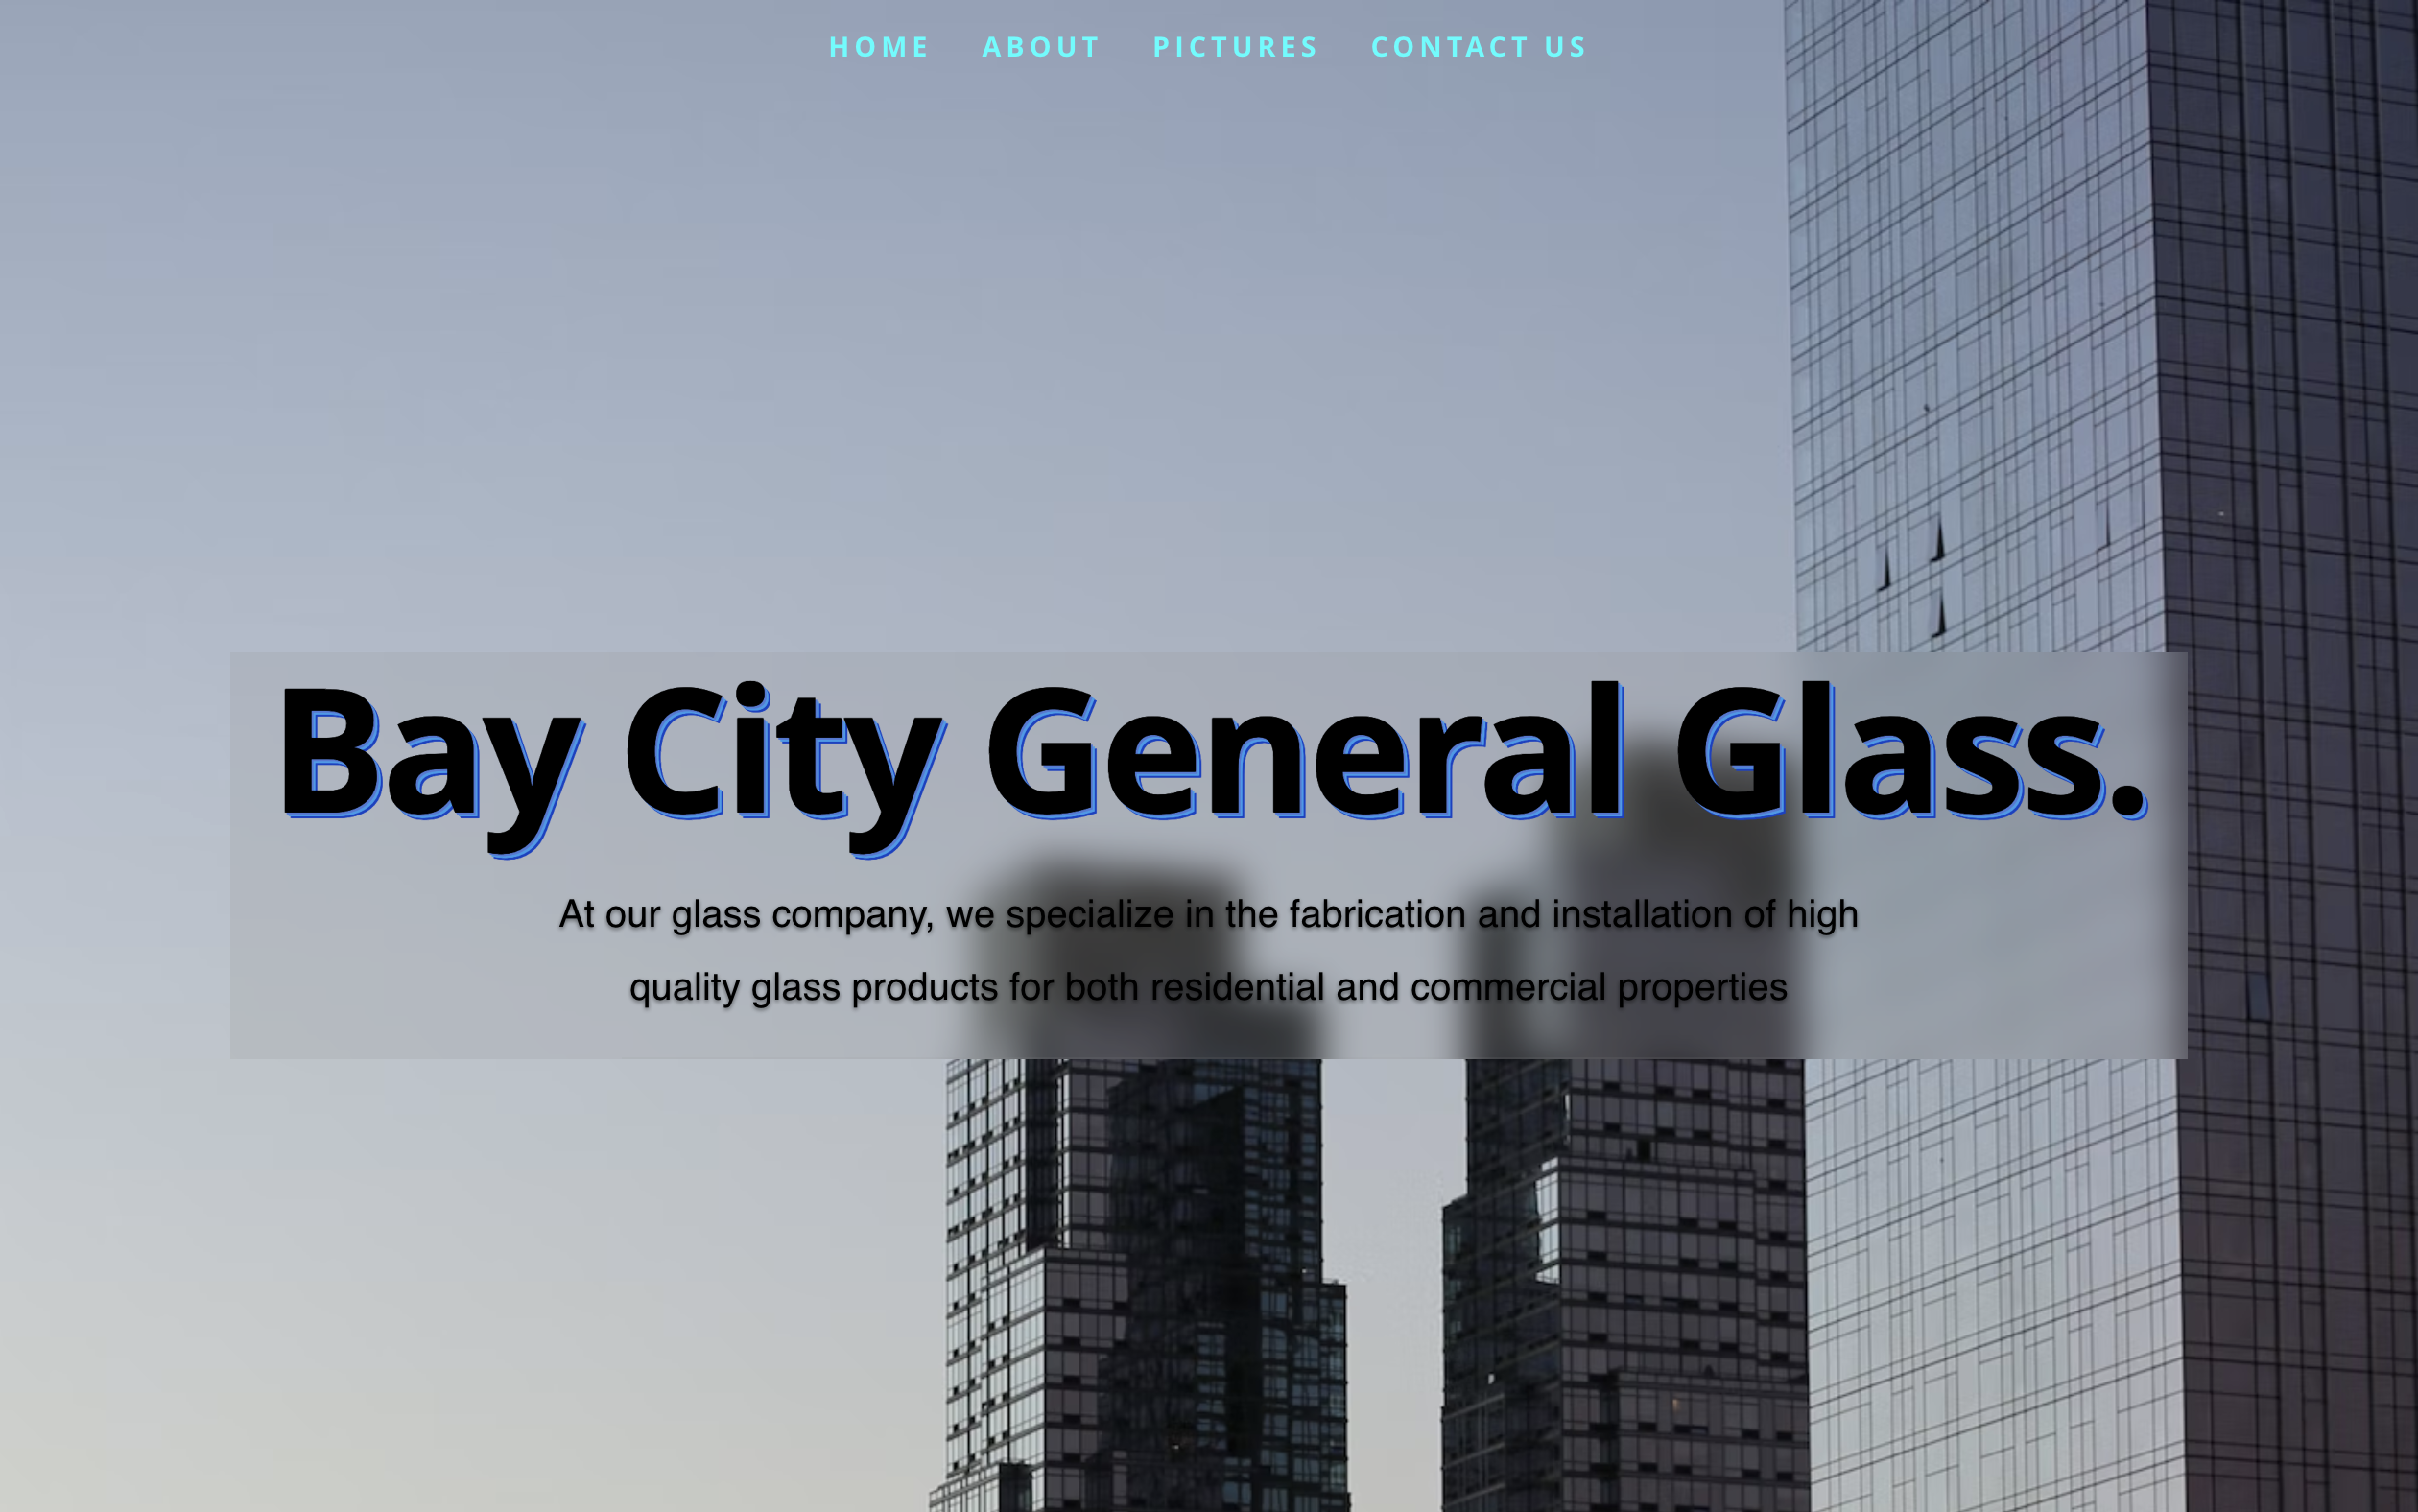 HOME ABOUT PICTURES CONTACT US
Bay City General Glass.
At our glass company, we specialize in the fabrication and installation of high
quality glass products for both residential and commercial properties